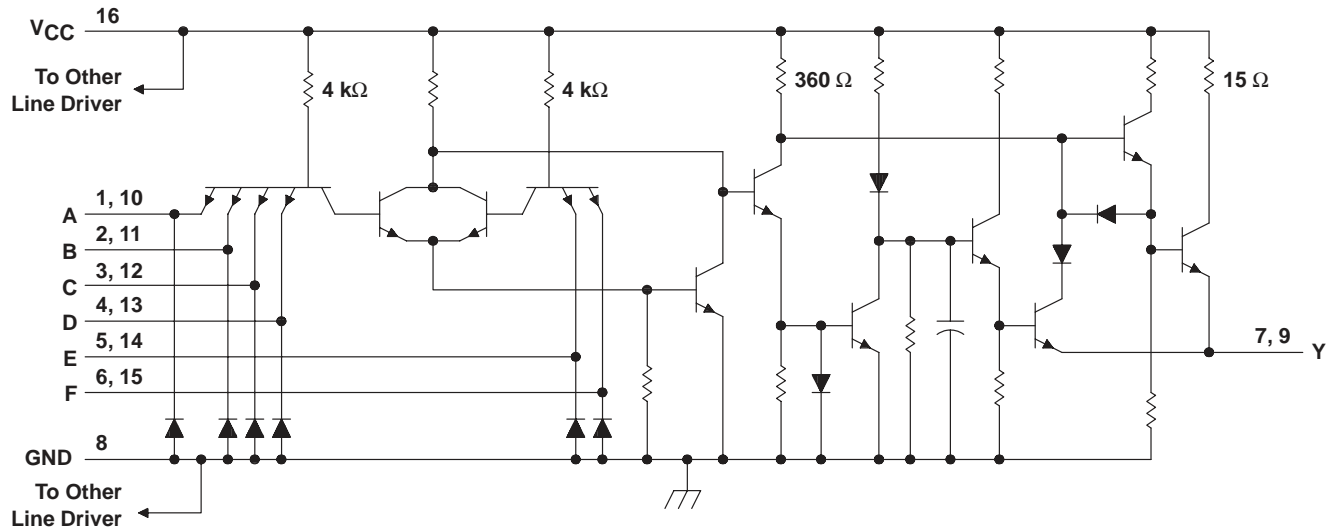 VCC 16
To Other
Line Driver
4 kΩ
4 kΩ
360 Ω
15 Ω
A 1, 10
B 2, 11
C 3, 12
D 4, 13
E 5, 14
F 6, 15
7, 9 Y
GND 8
To Other
Line Driver